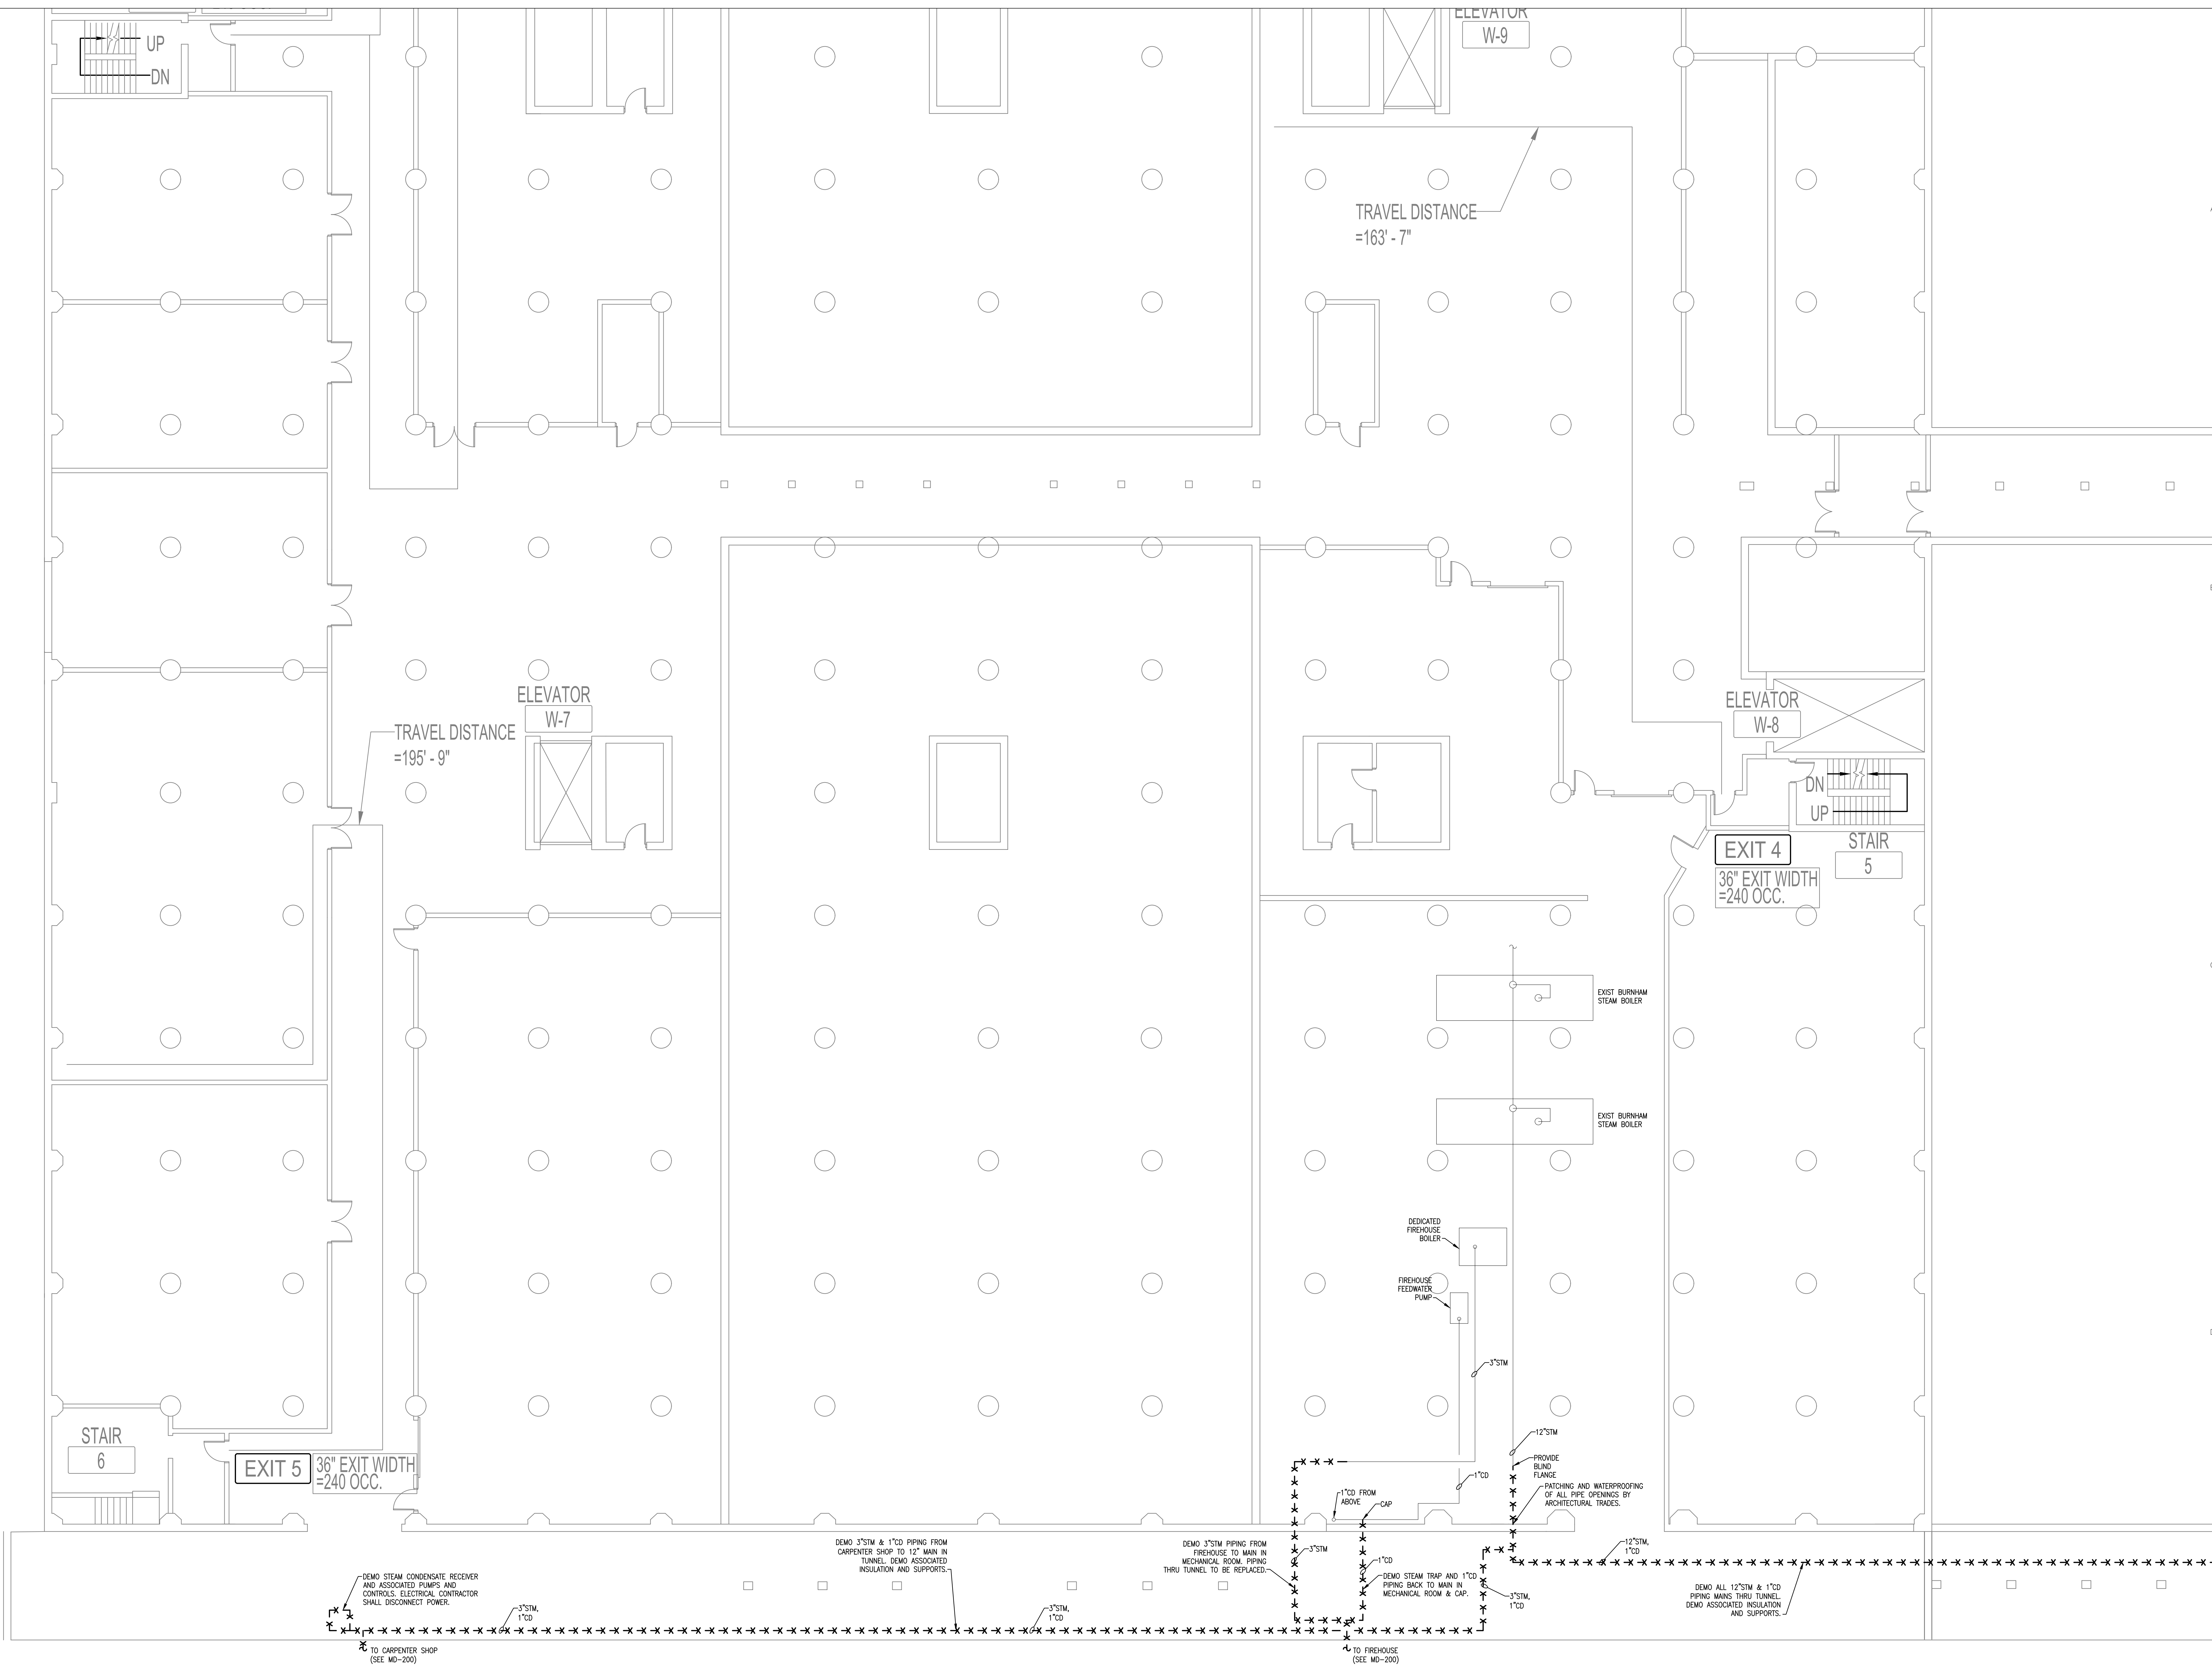 UP
DN
ELEVATOR
W-9
TRAVEL DISTANCE
=163' - 7"
ELEVATOR
W-7
TRAVEL DISTANCE
=195' - 9"
ELEVATOR
W-8
DN
UP
EXIT 4
36" EXIT WIDTH
=240 OCC.
STAIR
5
EXIST BURNHAM
STEAM BOILER
EXIST BURNHAM
STEAM BOILER
DEDICATED
FIREHOUSE
BOILER
FIREHOUSE
FEEDWATER
PUMP
3"STM
STAIR
6
EXIT 5
36" EXIT WIDTH
=240 OCC.
12"STM
PROVIDE
BLIND
FLANGE
1"CD
PATCHING AND WATERPROOFING
OF ALL PIPE OPENINGS BY
ARCHITECTURAL TRADES.
1"CD FROM
ABOVE
CAP
DEMO 3"STM & 1"CD PIPING FROM
CARPENTER SHOP TO 12" MAIN IN
TUNNEL. DEMO ASSOCIATED
INSULATION AND SUPPORTS.
DEMO 3"STM PIPING FROM
FIREHOUSE TO MAIN IN
MECHANICAL ROOM. PIPING
THRU TUNNEL TO BE REPLACED.
3"STM
1"CD
12"STM,
1"CD
DEMO STEAM CONDENSATE RECEIVER
AND ASSOCIATED PUMPS AND
CONTROLS. ELECTRICAL CONTRACTOR
SHALL DISCONNECT POWER.
DEMO STEAM TRAP AND 1"CD
PIPING BACK TO MAIN IN
MECHANICAL ROOM & CAP.
3"STM,
1"CD
DEMO ALL 12"STM & 1"CD
PIPING MAINS THRU TUNNEL.
DEMO ASSOCIATED INSULATION
AND SUPPORTS.
3"STM,
1"CD
3"STM,
1"CD
TO CARPENTER SHOP
(SEE MD-200)
TO FIREHOUSE
(SEE MD-200)